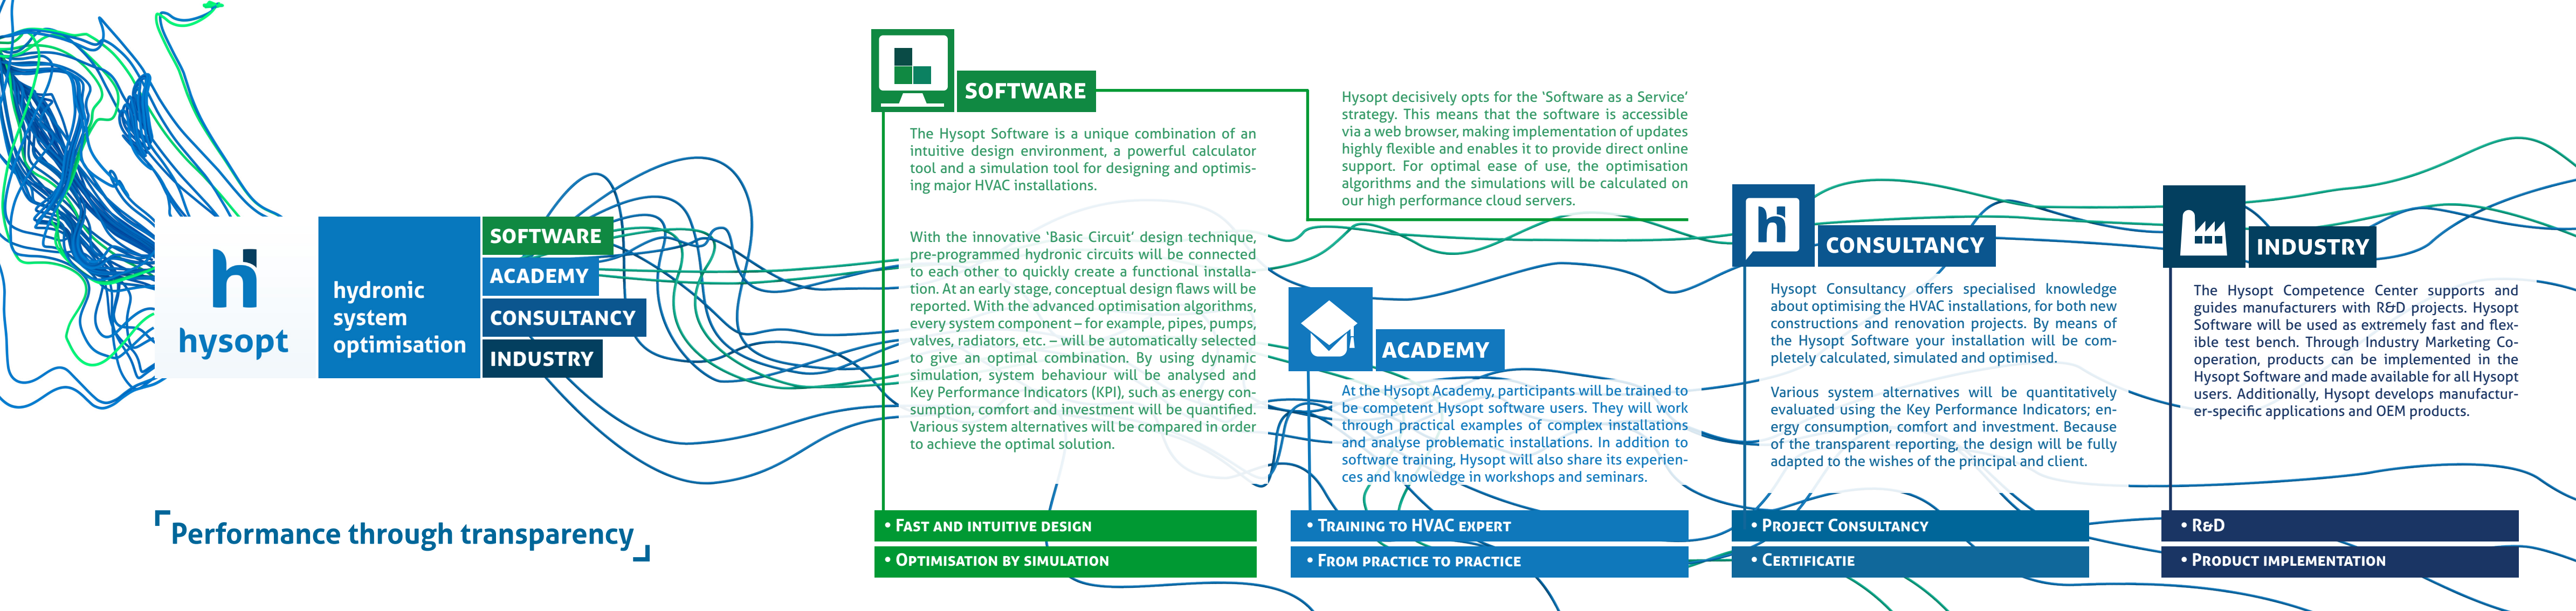 hysopt
hydronic
system
optimisation
SOFTWARE
ACADEMY
CONSULTANCY
INDUSTRY
Performance through transparency
SOFTWARE
The Hysopt Software is a unique combination of an
intuitive design environment, a powerful calculator
tool and a simulation tool for designing and optimis-
ing major HVAC installations.
With the innovative ‘Basic Circuit’ design technique,
pre-programmed hydronic circuits will be connected
to each other to quickly create a functional installa-
tion. At an early stage, conceptual design flaws will be
reported. With the advanced optimisation algorithms,
every system component – for example, pipes, pumps,
valves, radiators, etc. – will be automatically selected
to give an optimal combination. By using dynamic
simulation, system behaviour will be analysed and
Key Performance Indicators (KPI), such as energy con-
sumption, comfort and investment will be quantified.
Various system alternatives will be compared in order
to achieve the optimal solution.
Hysopt decisively opts for the ‘Software as a Service’
strategy. This means that the software is accessible
via a web browser, making implementation of updates
highly flexible and enables it to provide direct online
support. For optimal ease of use, the optimisation
algorithms and the simulations will be calculated on
our high performance cloud servers.
• Fast and intuitive design
• Optimisation by simulation
ACADEMY
At the Hysopt Academy, participants will be trained to
be competent Hysopt software users. They will work
through practical examples of complex installations
and analyse problematic installations. In addition to
software training, Hysopt will also share its experien-
ces and knowledge in workshops and seminars.
• Training to HVAC expert
• From practice to practice
CONSULTANCY
Hysopt Consultancy offers specialised knowledge
about optimising the HVAC installations, for both new
constructions and renovation projects. By means of
the Hysopt Software your installation will be com-
pletely calculated, simulated and optimised.
Various system alternatives will be quantitatively
evaluated using the Key Performance Indicators; en-
ergy consumption, comfort and investment. Because
of the transparent reporting, the design will be fully
adapted to the wishes of the principal and client.
• Project Consultancy
• Certificatie
INDUSTRY
The Hysopt Competence Center supports and
guides manufacturers with R&D projects. Hysopt
Software will be used as extremely fast and flex-
ible test bench. Through Industry Marketing Co-
operation, products can be implemented in the
Hysopt Software and made available for all Hysopt
users. Additionally, Hysopt develops manufactur-
er-specific applications and OEM products.
• R&D
• Product implementation